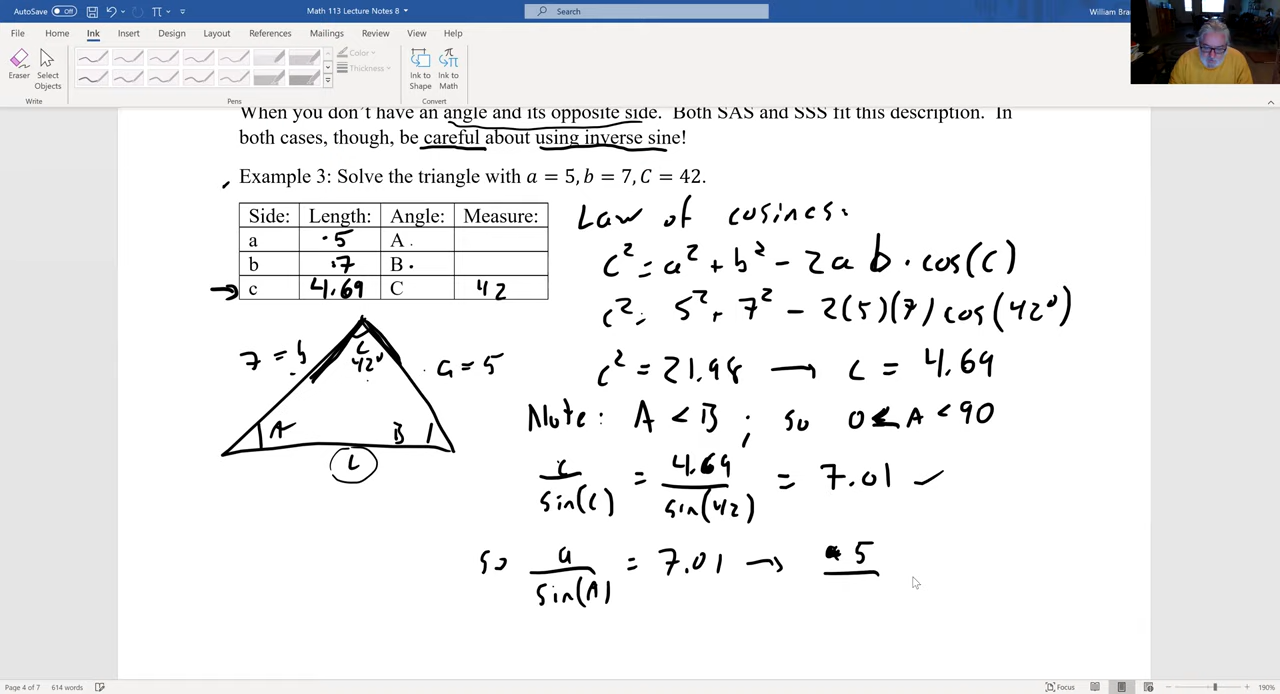 AutoSave Off Math 113 Lecture Notes 8 Search William Bra
File Home Ink Insert Design Layout References Mailings Review View Help
Eraser Select Objects Color Thickness Ink to Shape Ink to Math
Write Pens Convert
When you don't have an angle and its opposite side. Both SAS and SSS fit this description. In
both cases, though, be careful about using inverse sine!
Example 3: Solve the triangle with a = 5, b = 7, C = 42.
Side: Length: Angle: Measure:
a 5 A
b 7 B
c 4.69 C 42
Law of cosines:
c² = a² + b² - 2a b · cos(C)
c² = 5² + 7² - 2(5)(7) cos(42°)
c² = 21.98 → c = 4.69
7 = b C 42° a = 5
A B
c
Note: A < B ; so 0 < A < 90
c / sin(C) = 4.69 / sin(42) = 7.01 ✓
so a / sin(A) = 7.01 → 5
Page 4 of 7 614 words Focus 190%